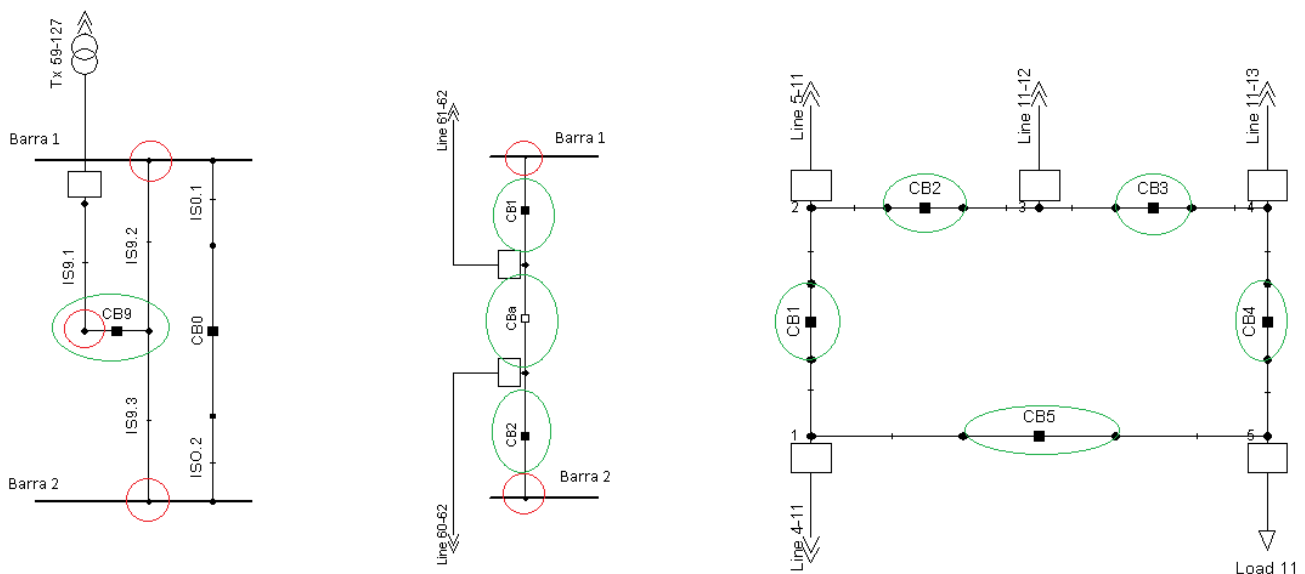 Tx 59-127
Barra 1
IS0.1
IS9.1
IS9.2
CB9
CB0
IS9.3
ISO.2
Barra 2
Line 61-62
Barra 1
CB1
CBa
CB2
Barra 2
Line 60-62
Line 5-11
Line 11-12
Line 11-13
CB2
CB3
2
3
4
CB1
CB4
CB5
1
5
Line 4-11
Load 11